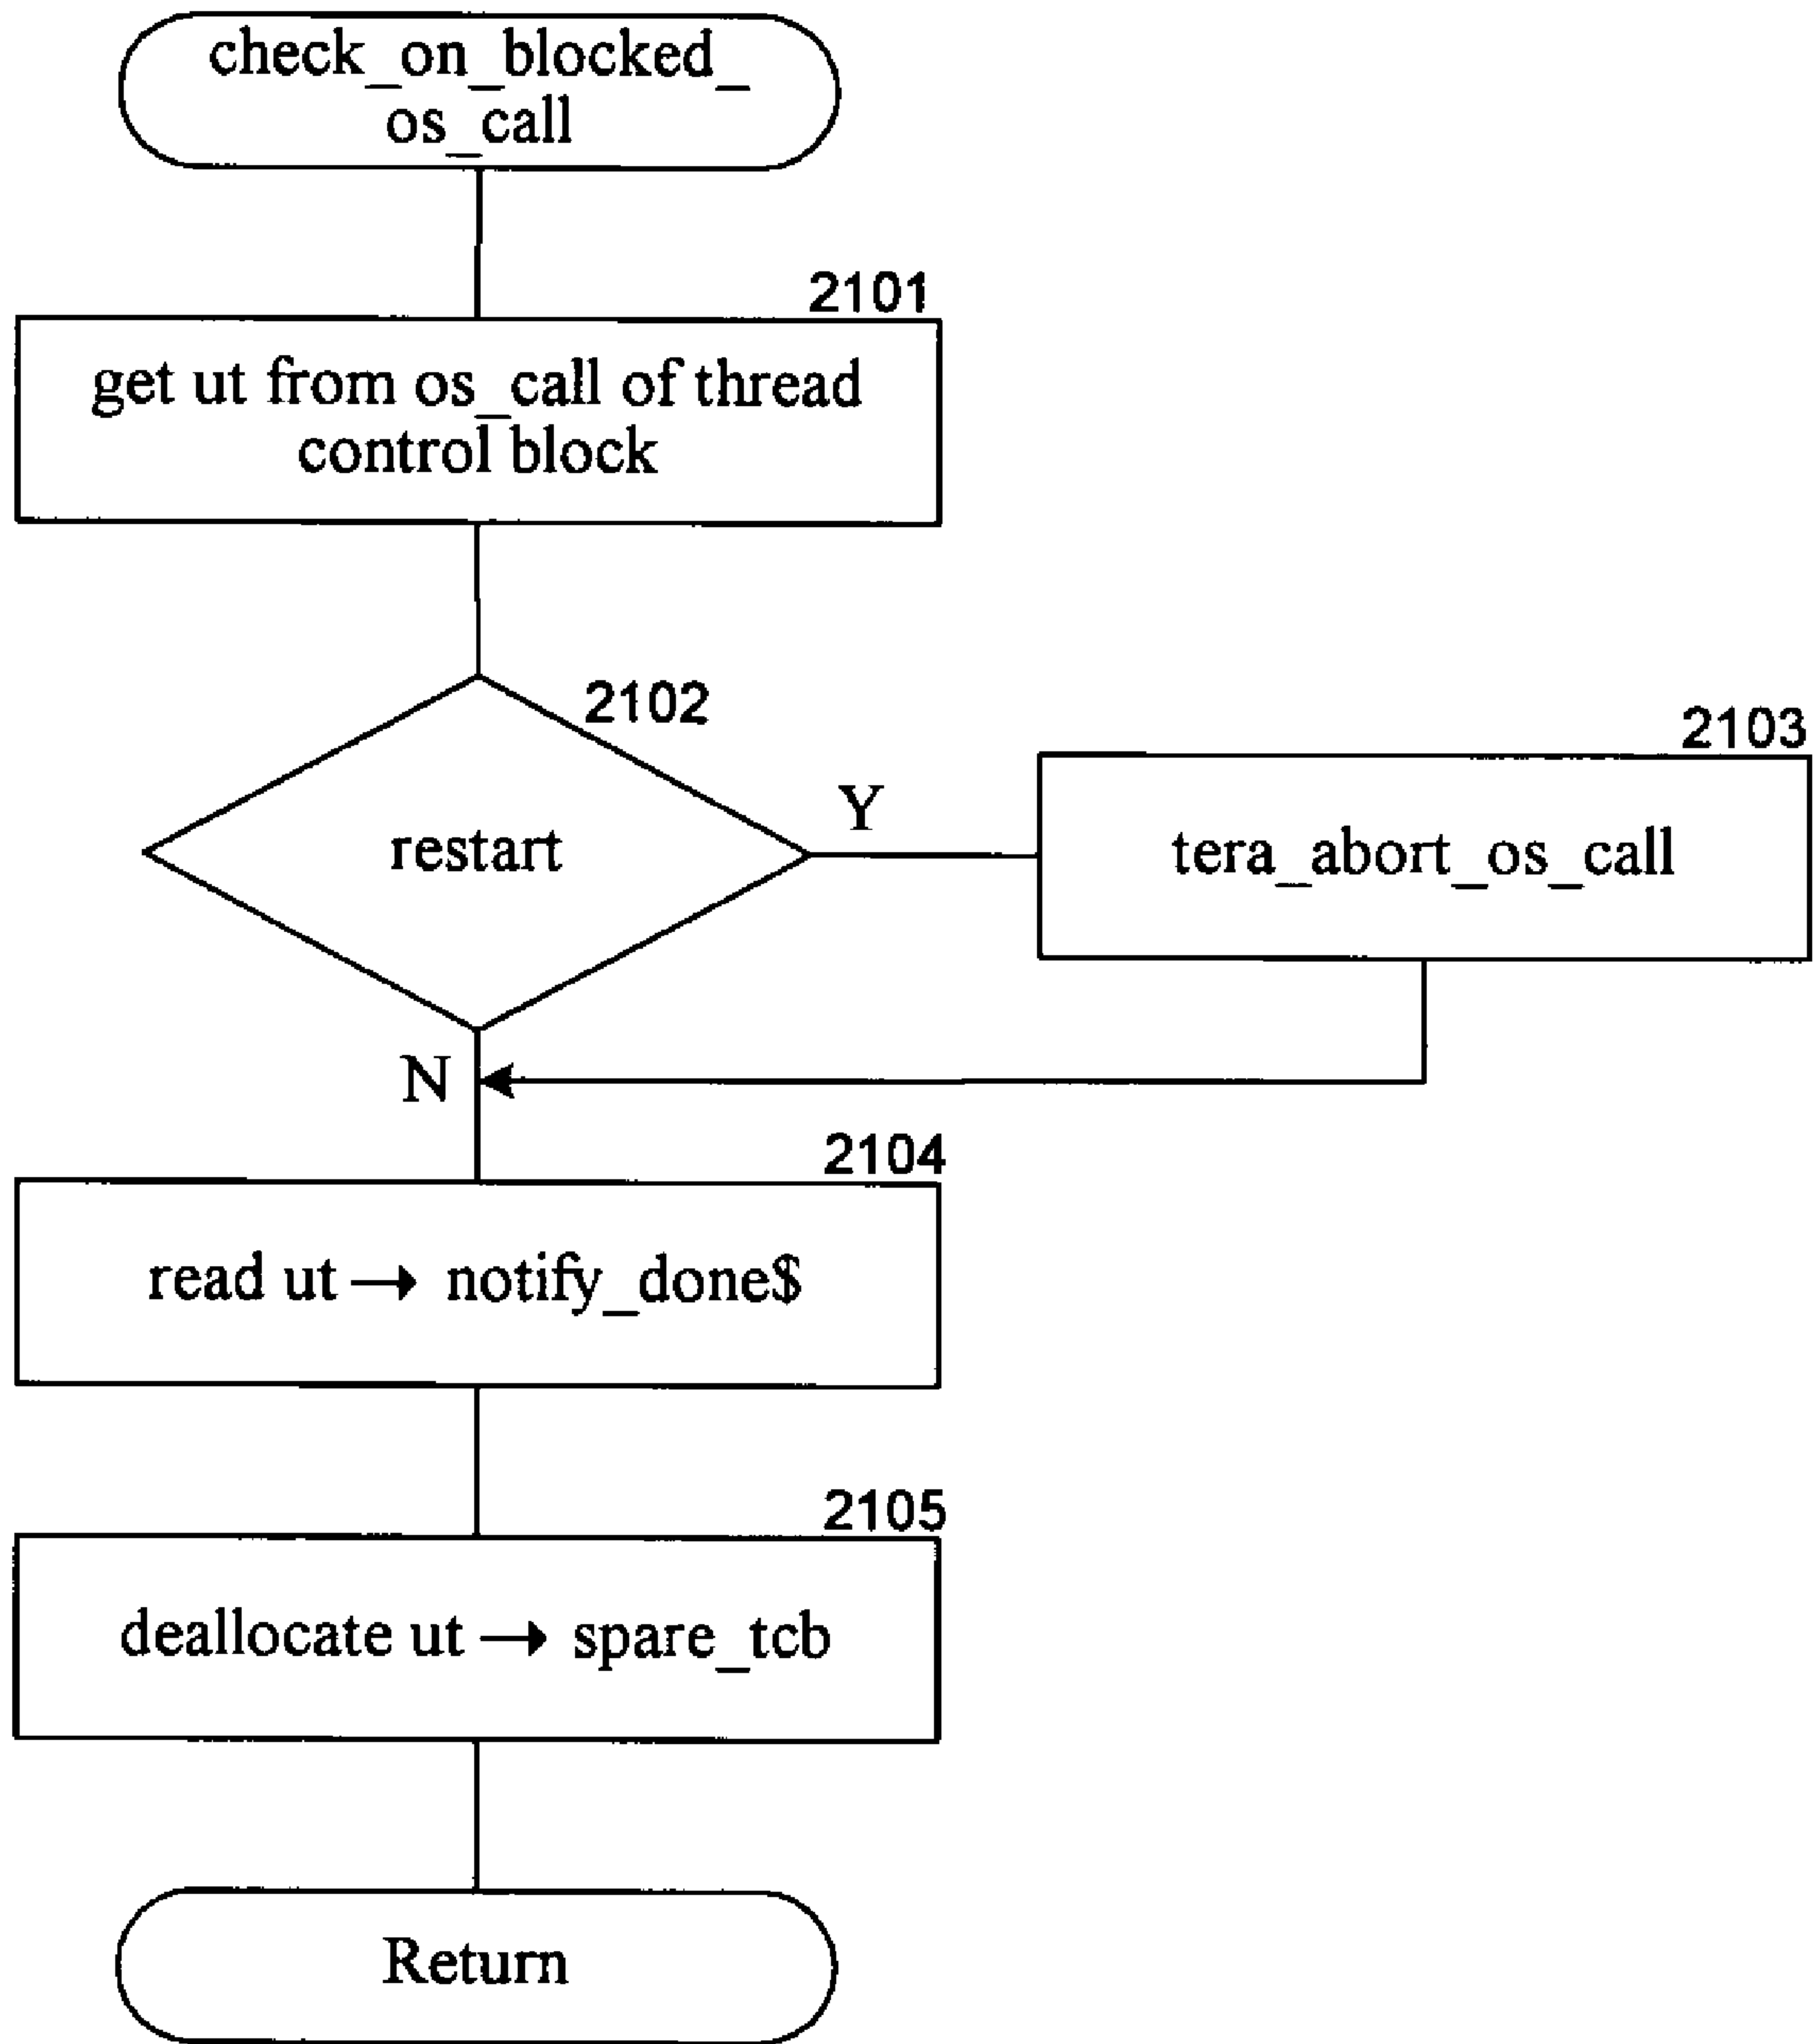 check_on_blocked_
os_call
2101
get ut from os_call of thread
control block
2102
restart
Y
2103
tera_abort_os_call
N
2104
read ut → notify_done$
2105
deallocate ut → spare_tcb
Return